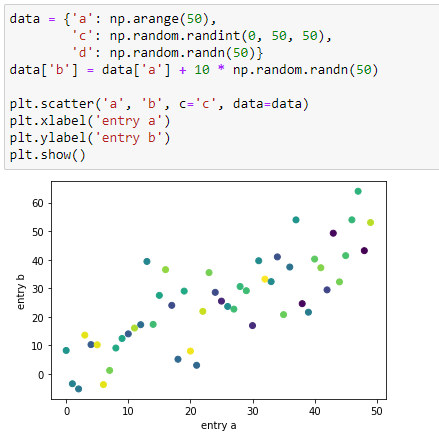 data = {'a': np.arange(50),
        'c': np.random.randint(0, 50, 50),
        'd': np.random.randn(50)}
data['b'] = data['a'] + 10 * np.random.randn(50)

plt.scatter('a', 'b', c='c', data=data)
plt.xlabel('entry a')
plt.ylabel('entry b')
plt.show()
60
50
40
30
20
10
0
entry b
0 10 20 30 40 50
entry a